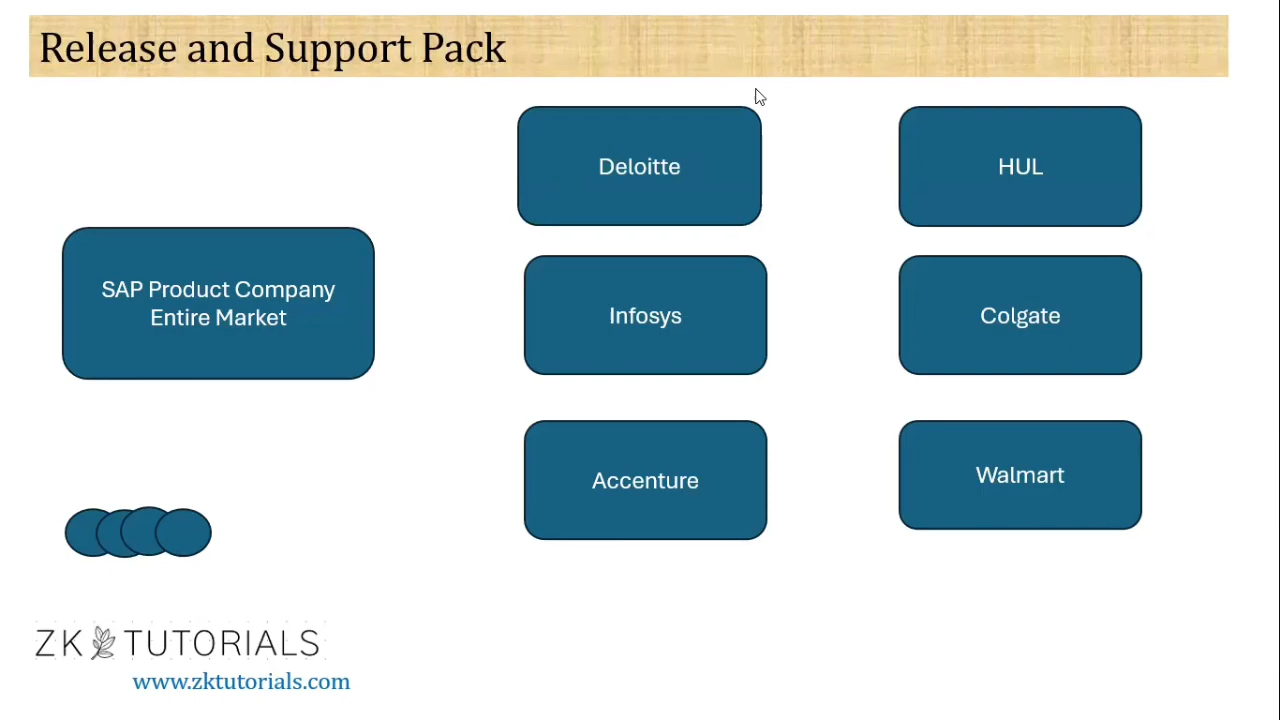 Release and Support Pack
Deloitte
HUL
SAP Product Company
Entire Market
Infosys
Colgate
Accenture
Walmart
ZK TUTORIALS
www.zktutorials.com